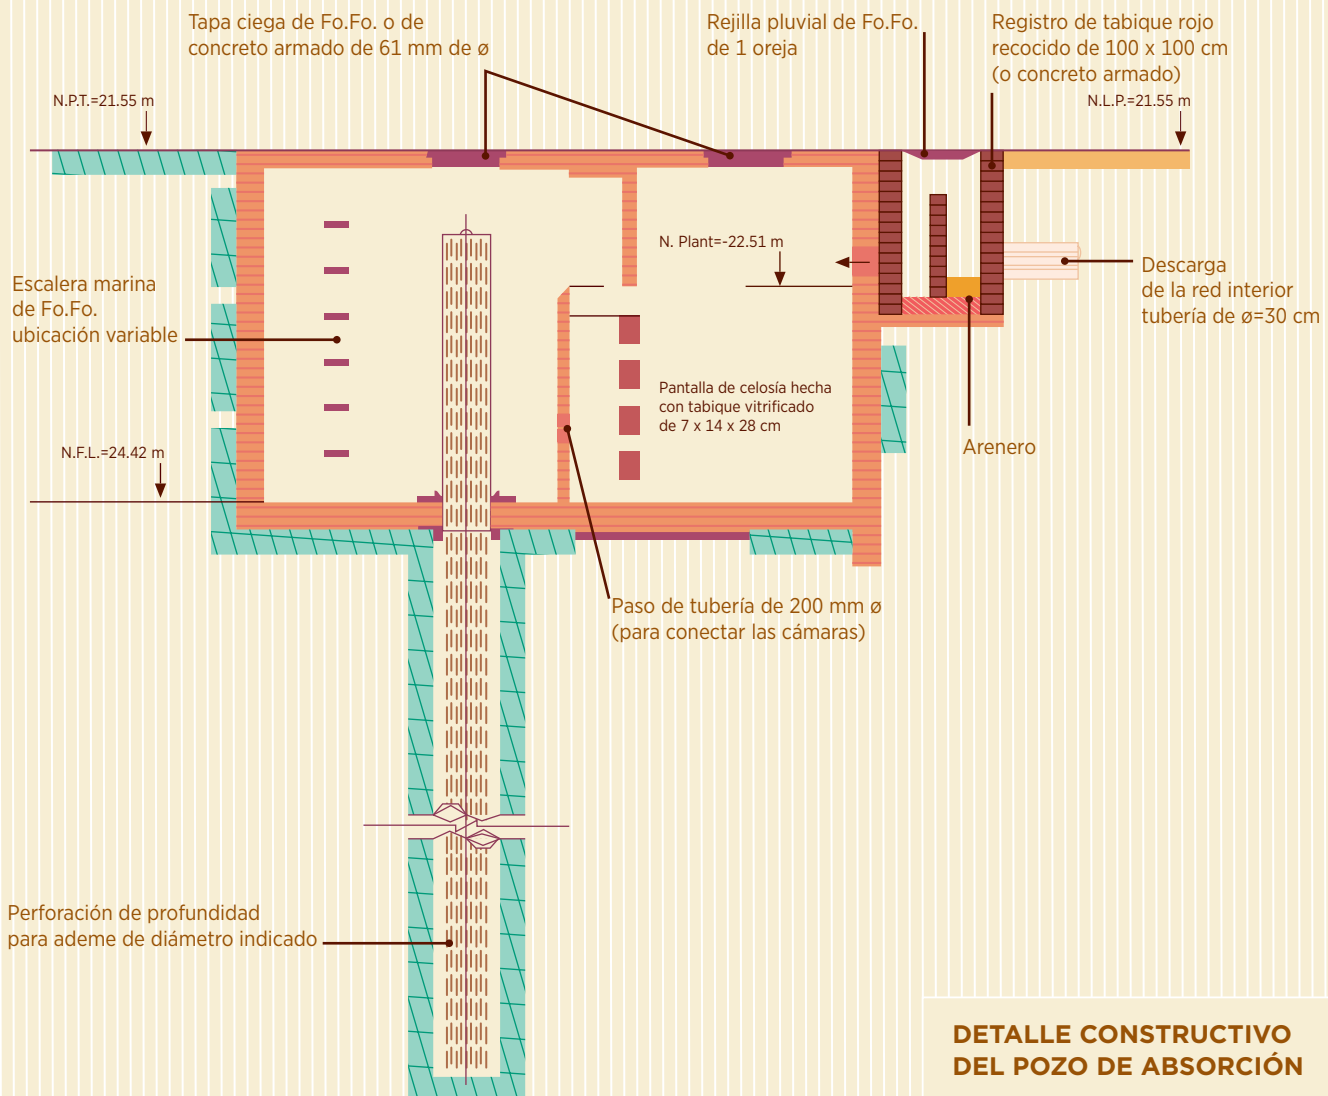 Tapa ciega de Fo.Fo. o de
concreto armado de 61 mm de ø
Rejilla pluvial de Fo.Fo.
de 1 oreja
Registro de tabique rojo
recocido de 100 x 100 cm
(o concreto armado)
N.P.T.=21.55 m
N.L.P.=21.55 m
N. Plant=-22.51 m
Escalera marina
de Fo.Fo.
ubicación variable
Descarga
de la red interior
tubería de ø=30 cm
Pantalla de celosía hecha
con tabique vitrificado
de 7 x 14 x 28 cm
Arenero
N.F.L.=24.42 m
Paso de tubería de 200 mm ø
(para conectar las cámaras)
Perforación de profundidad
para ademe de diámetro indicado
DETALLE CONSTRUCTIVO
DEL POZO DE ABSORCIÓN